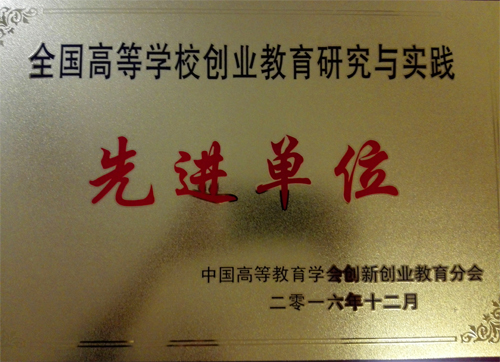 全国高等学校创业教育研究与实践
先进单位
中国高等教育学会创新创业教育分会
二零一六年十二月